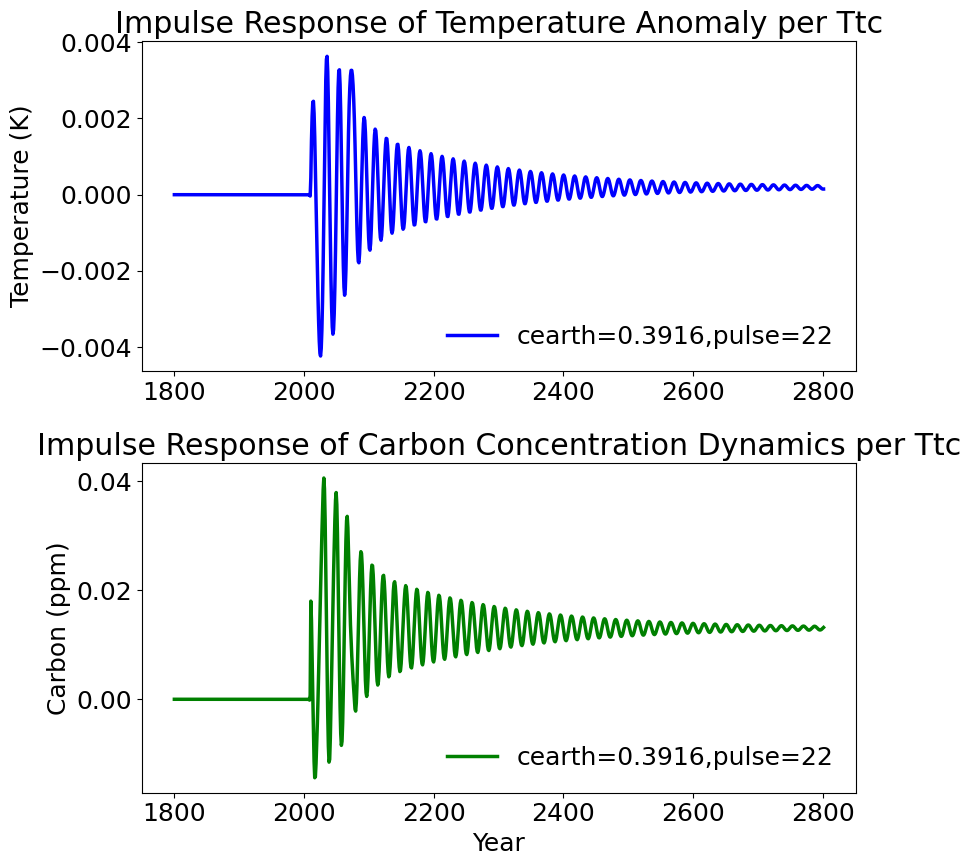 Impulse Response of Temperature Anomaly per Ttc
0.004
0.002
0.000
−0.002
−0.004
Temperature (K)
cearth=0.3916,pulse=22
1800 2000 2200 2400 2600 2800
Impulse Response of Carbon Concentration Dynamics per Ttc
0.04
0.02
0.00
Carbon (ppm)
cearth=0.3916,pulse=22
1800 2000 2200 2400 2600 2800
Year